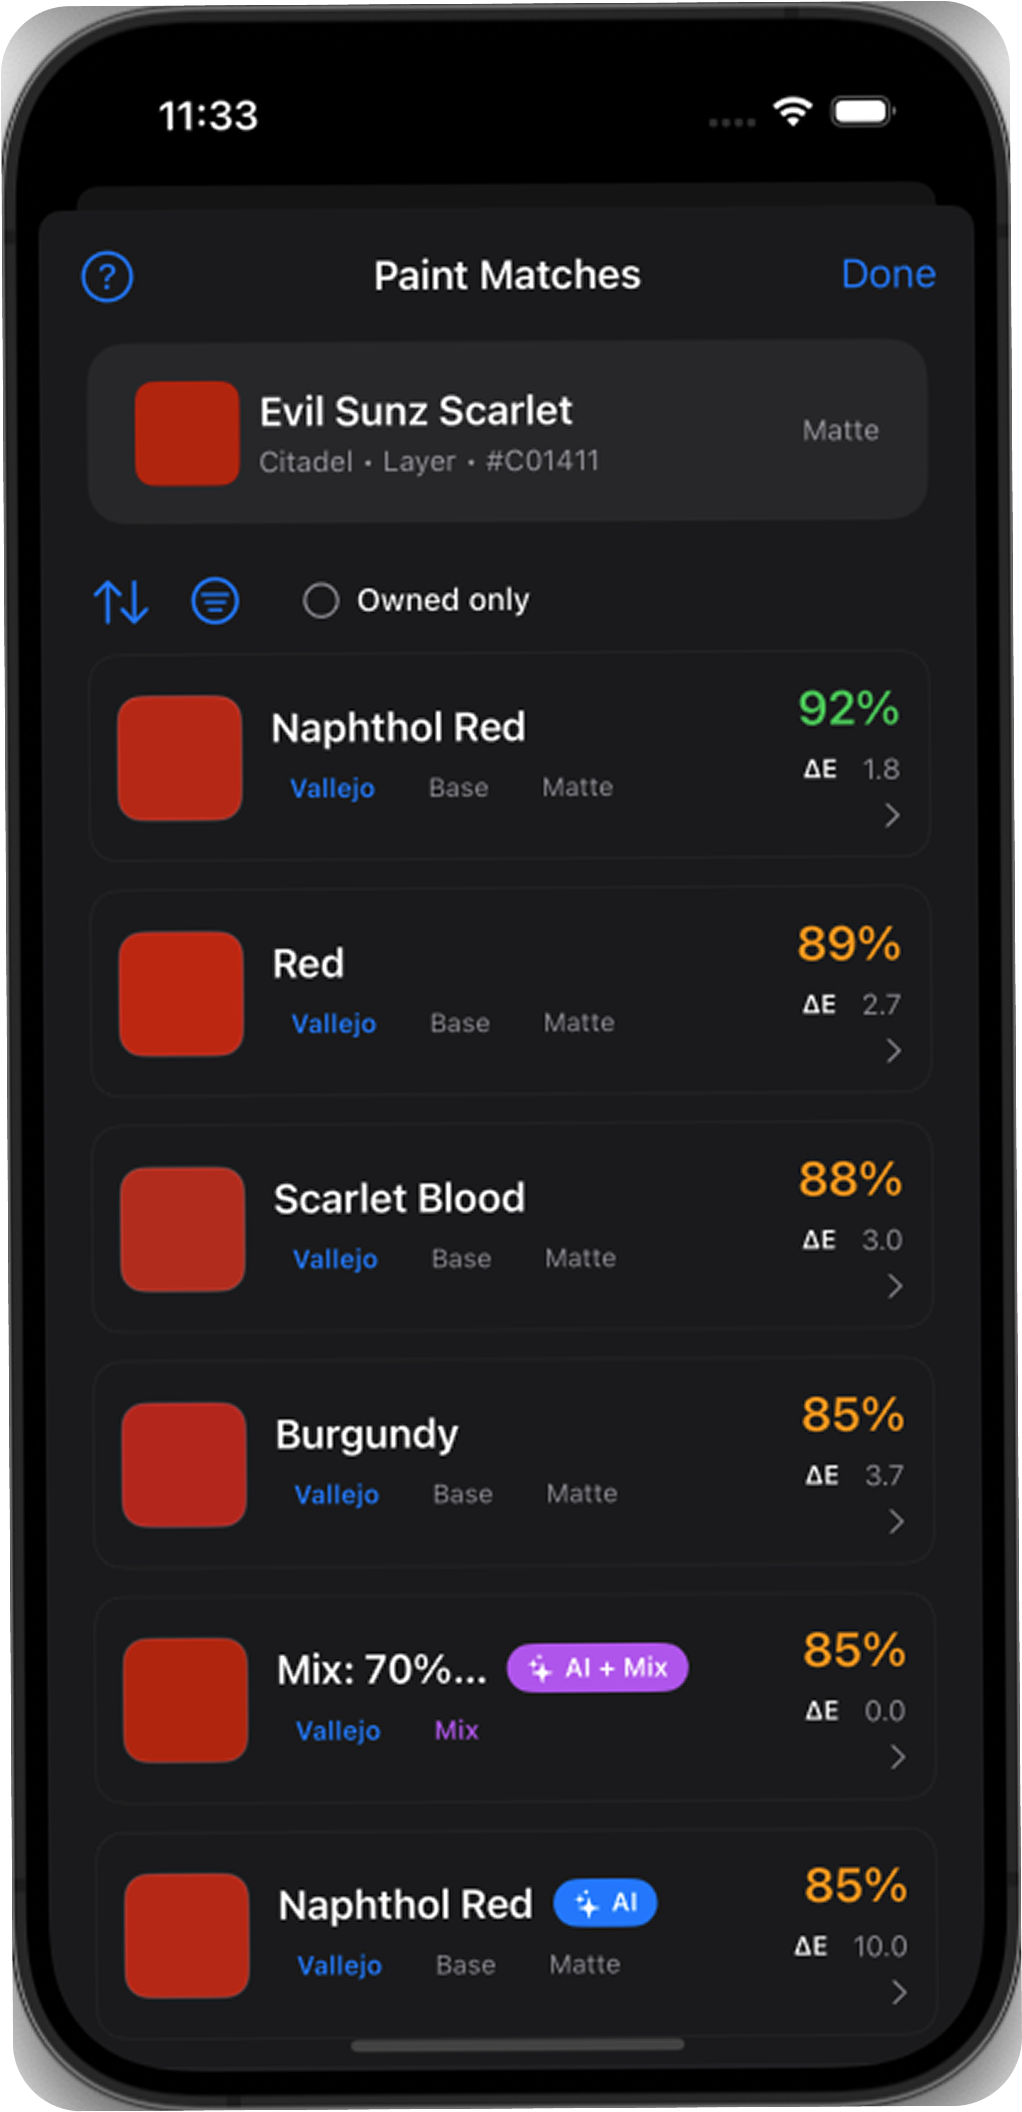 11:33
Paint Matches
Done
Evil Sunz Scarlet
Citadel • Layer • #C01411
Matte
Owned only
Naphthol Red
92%
Vallejo Base Matte
ΔE 1.8
Red
89%
Vallejo Base Matte
ΔE 2.7
Scarlet Blood
88%
Vallejo Base Matte
ΔE 3.0
Burgundy
85%
Vallejo Base Matte
ΔE 3.7
Mix: 70%... AI + Mix
85%
Vallejo Mix
ΔE 0.0
Naphthol Red AI
85%
Vallejo Base Matte
ΔE 10.0